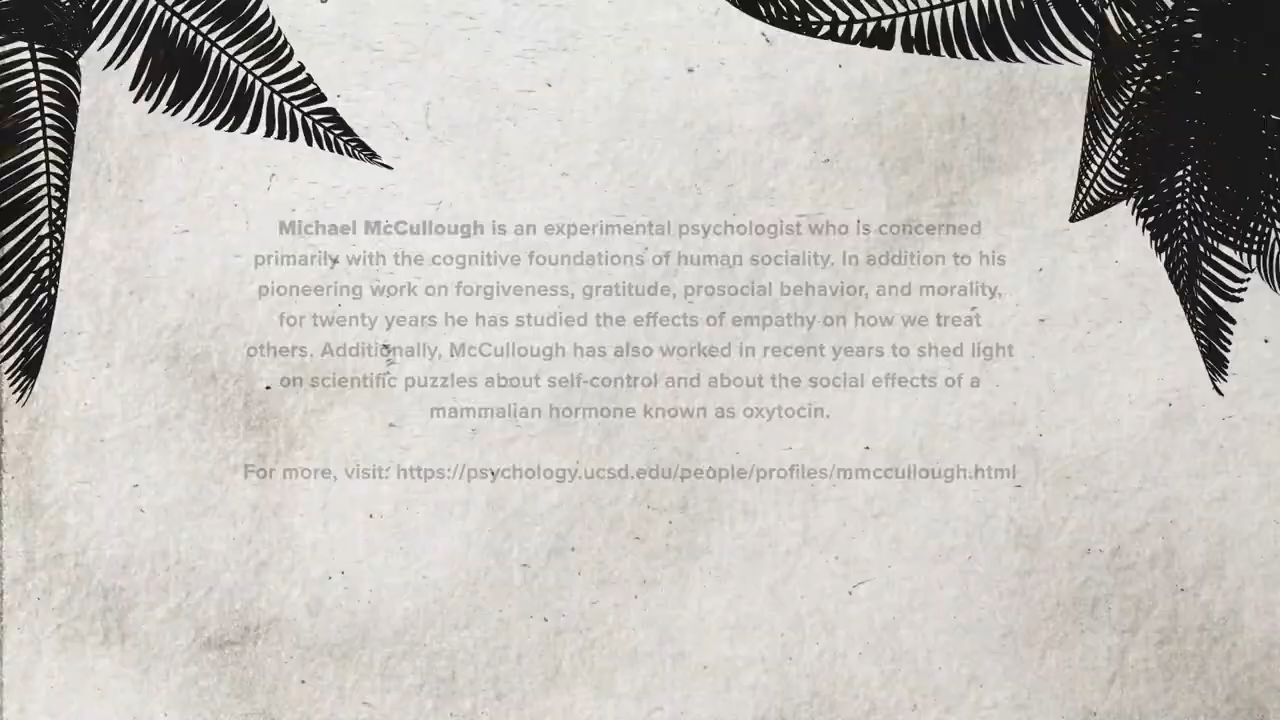 Michael McCullough is an experimental psychologist who is concerned
primarily with the cognitive foundations of human sociality. In addition to his
pioneering work on forgiveness, gratitude, prosocial behavior, and morality,
for twenty years he has studied the effects of empathy on how we treat
others. Additionally, McCullough has also worked in recent years to shed light
on scientific puzzles about self-control and about the social effects of a
mammalian hormone known as oxytocin.
For more, visit: https://psychology.ucsd.edu/people/profiles/mmccullough.html